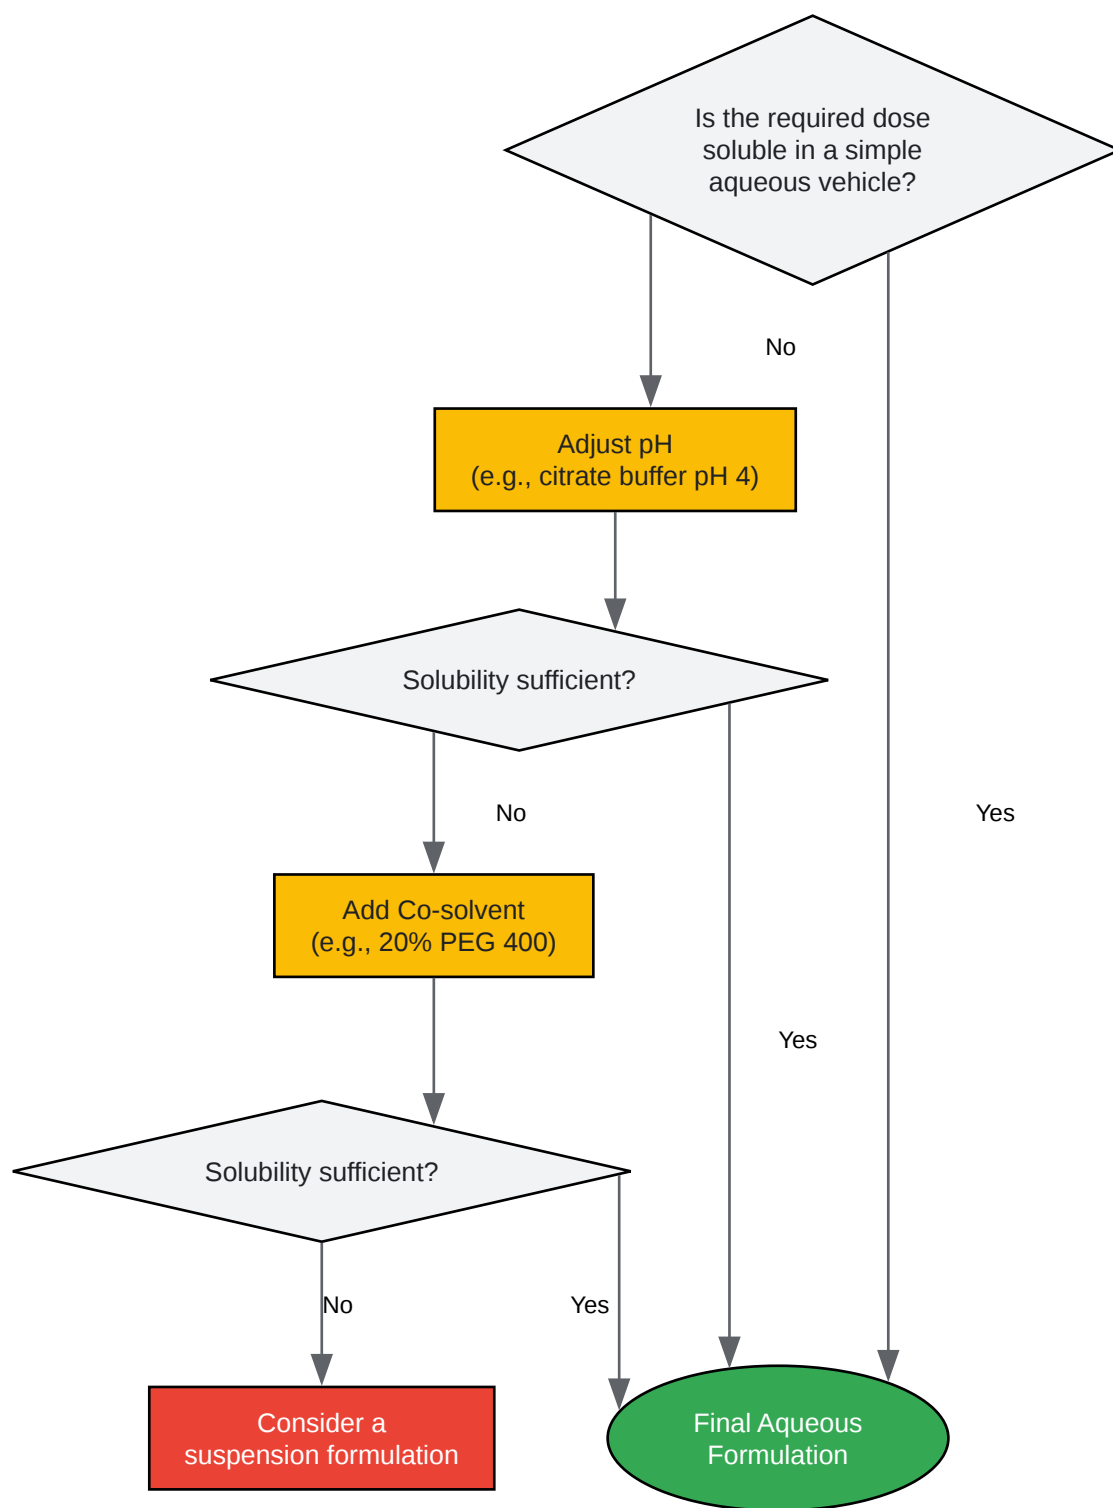 Is the required dose
soluble in a simple
aqueous vehicle?
No
Adjust pH
(e.g., citrate buffer pH 4)
Solubility sufficient?
No
Yes
Add Co-solvent
(e.g., 20% PEG 400)
Yes
Solubility sufficient?
No
Yes
Consider a
suspension formulation
Final Aqueous
Formulation